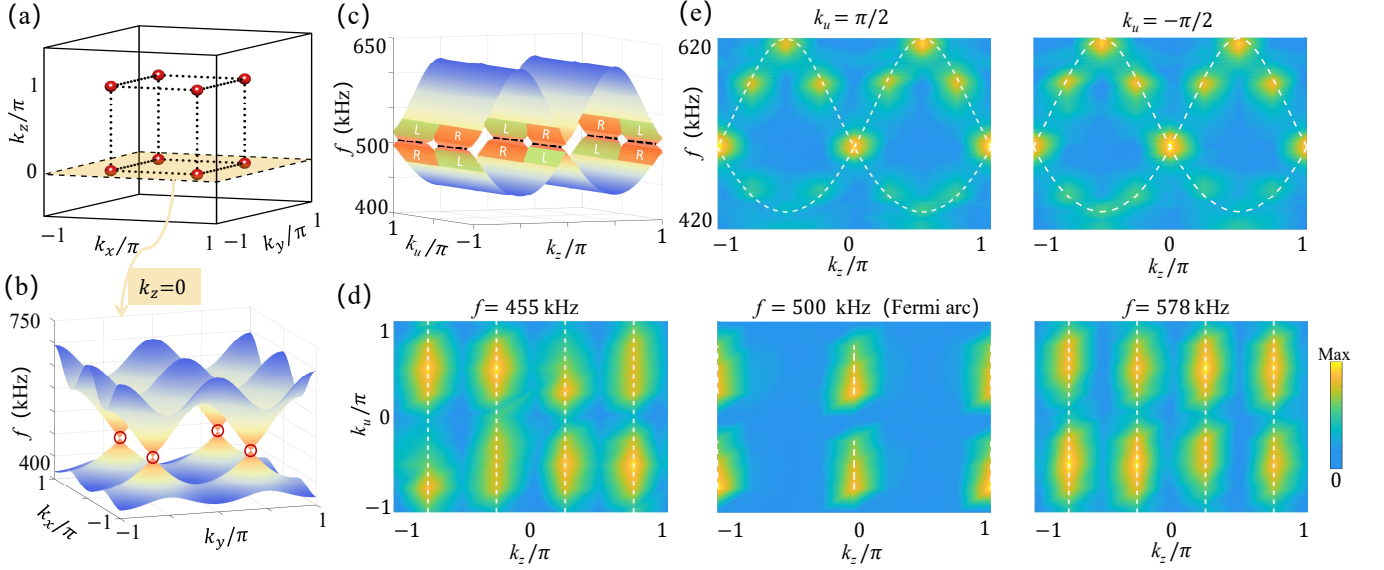 (a)
k_z/π
1
0
−1
k_x/π
1
−1
k_y/π
1
k_z=0
(b)
750
f (kHz)
400
1
k_x/π
−1
−1
k_y/π
1
(c)
650
f (kHz)
500
400
L R L R R L
R L R L L R
1
k_u/π
−1
−1
k_z/π
1
(d)
f = 455 kHz
f = 500 kHz (Fermi arc)
f = 578 kHz
1
k_u/π
0
−1
−1 0 1
k_z/π
−1 0 1
k_z/π
−1 0 1
k_z/π
Max
0
(e)
k_u = π/2
k_u = −π/2
620
f (kHz)
420
−1 0 1
k_z/π
−1 0 1
k_z/π